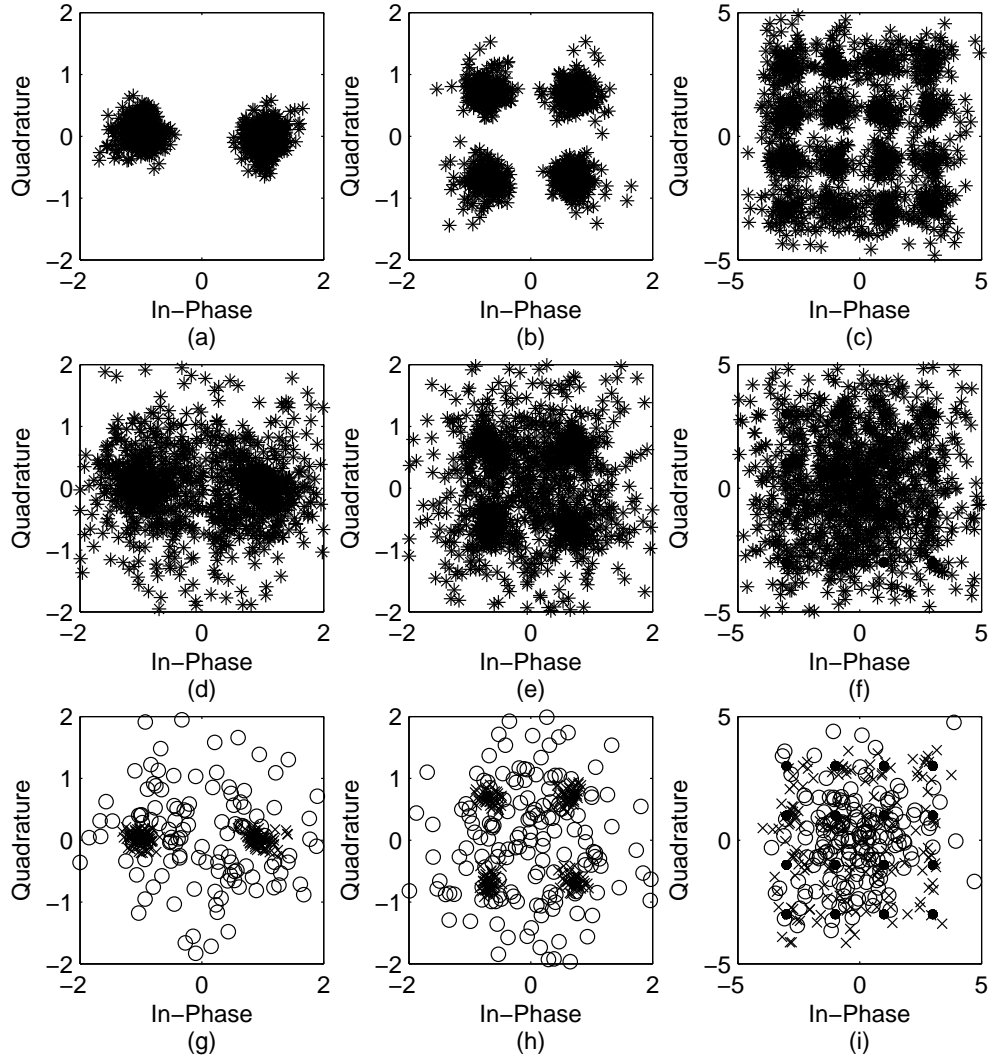 2
1
0
−1
−2
−2
0
2
Quadrature
In−Phase
(a)
2
1
0
−1
−2
−2
0
2
Quadrature
In−Phase
(b)
5
0
−5
−5
0
5
Quadrature
In−Phase
(c)
2
1
0
−1
−2
−2
0
2
Quadrature
In−Phase
(d)
2
1
0
−1
−2
−2
0
2
Quadrature
In−Phase
(e)
5
0
−5
−5
0
5
Quadrature
In−Phase
(f)
2
1
0
−1
−2
−2
0
2
Quadrature
In−Phase
(g)
2
1
0
−1
−2
−2
0
2
Quadrature
In−Phase
(h)
5
0
−5
−5
0
5
Quadrature
In−Phase
(i)